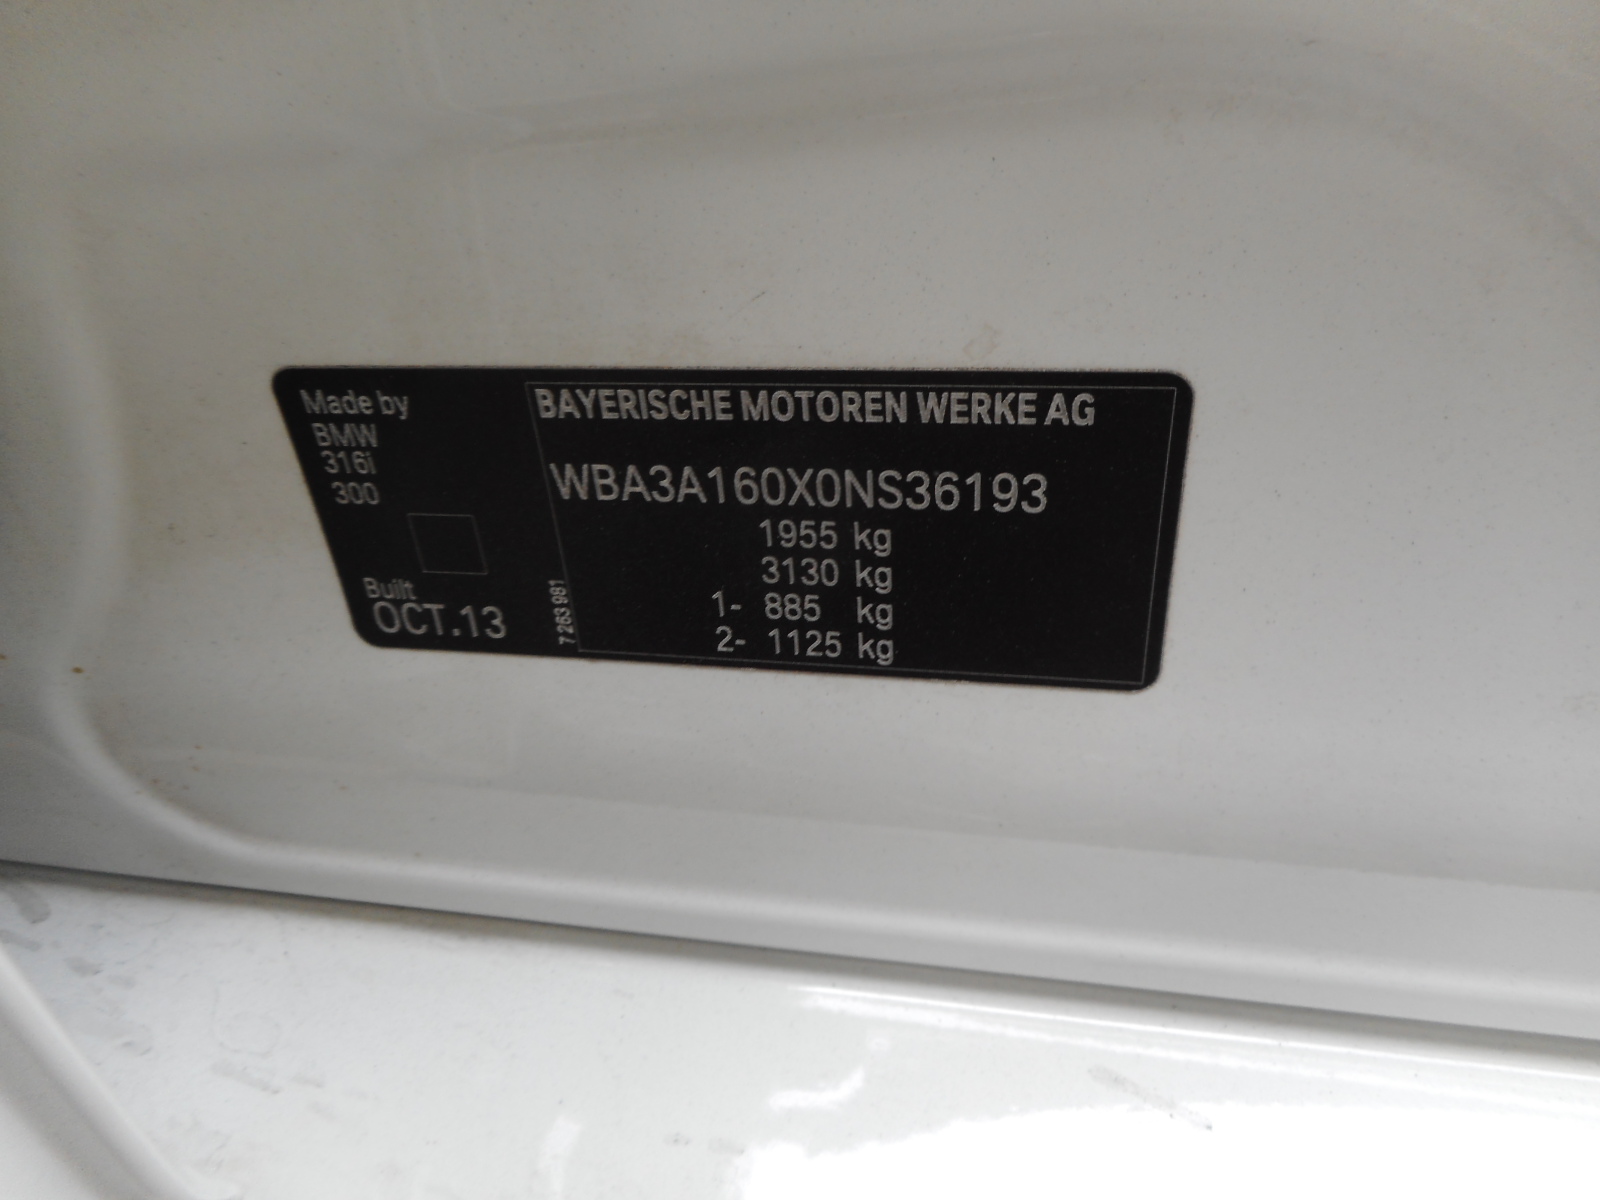 Made by
BMW
316i
300
Built
OCT.13
7 263 981
BAYERISCHE MOTOREN WERKE AG
WBA3A160X0NS36193
1955 kg
3130 kg
1- 885 kg
2- 1125 kg